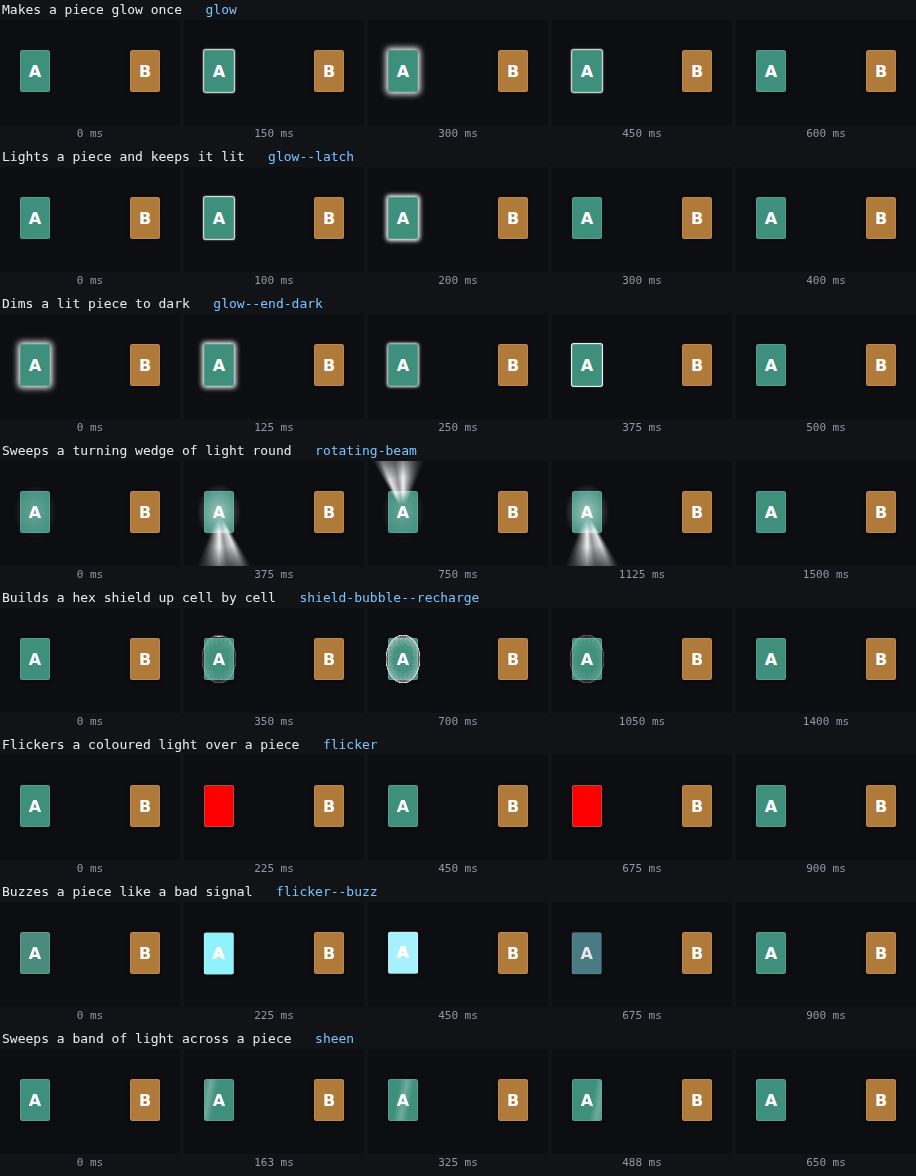 Makes a piece glow once glow
A B A B A B A B A B
0 ms 150 ms 300 ms 450 ms 600 ms
Lights a piece and keeps it lit glow--latch
A B A B A B A B A B
0 ms 100 ms 200 ms 300 ms 400 ms
Dims a lit piece to dark glow--end-dark
A B A B A B A B A B
0 ms 125 ms 250 ms 375 ms 500 ms
Sweeps a turning wedge of light round rotating-beam
A B A B A B A B A B
0 ms 375 ms 750 ms 1125 ms 1500 ms
Builds a hex shield up cell by cell shield-bubble--recharge
A B A B A B A B A B
0 ms 350 ms 700 ms 1050 ms 1400 ms
Flickers a coloured light over a piece flicker
A B B A B B A B
0 ms 225 ms 450 ms 675 ms 900 ms
Buzzes a piece like a bad signal flicker--buzz
A B A B A B A B A B
0 ms 225 ms 450 ms 675 ms 900 ms
Sweeps a band of light across a piece sheen
A B A B A B A B A B
0 ms 163 ms 325 ms 488 ms 650 ms